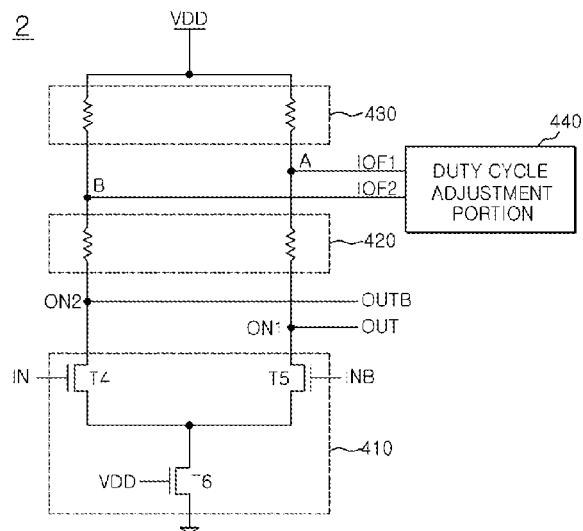 2
VDD
430
440
A
IOF1
B
IOF2
DUTY CYCLE
ADJUSTMENT
PORTION
420
ON2
OUTB
ON1
OUT
IN
T4
T5
INB
410
VDD
T6